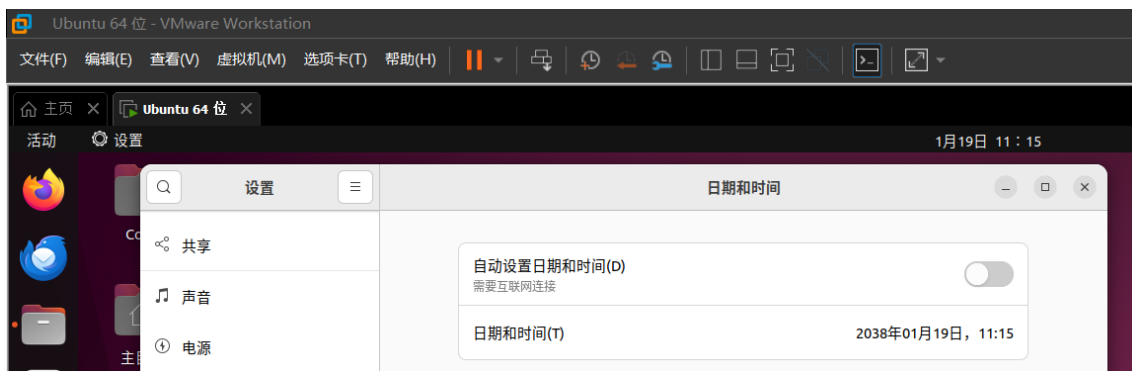 Ubuntu 64 位 - VMware Workstation
文件(F) 编辑(E) 查看(V) 虚拟机(M) 选项卡(T) 帮助(H)
主页 Ubuntu 64 位
活动 设置 1月19日 11：15
设置 日期和时间
共享
自动设置日期和时间(D)
需要互联网连接
声音
日期和时间(T) 2038年01月19日，11:15
电源